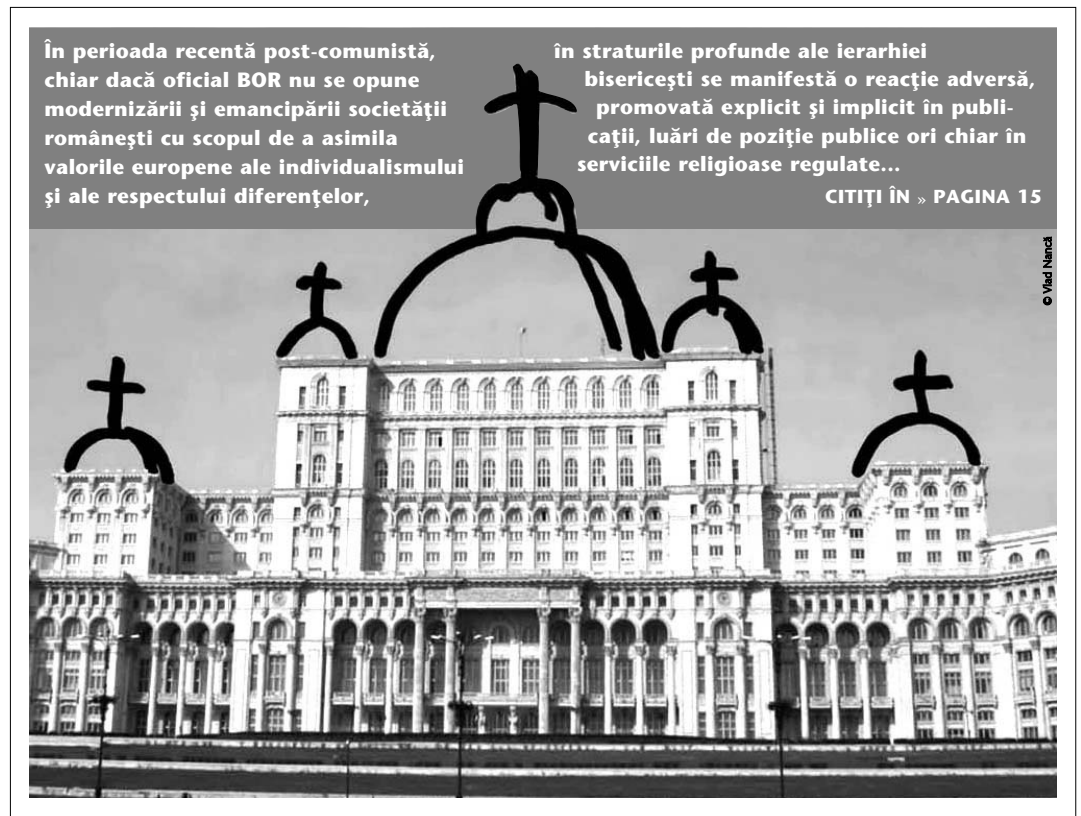 În perioada recentă post-comunistă,
chiar dacă oficial BOR nu se opune
modernizării şi emancipării societăţii
româneşti cu scopul de a asimila
valorile europene ale individualismului
şi ale respectului diferenţelor,
în straturile profunde ale ierarhiei
bisericeşti se manifestă o reacţie adversă,
promovată explicit şi implicit în publi-
caţii, luări de poziţie publice ori chiar în
serviciile religioase regulate...
CITIŢI ÎN » PAGINA 15
© Vlad Nancă